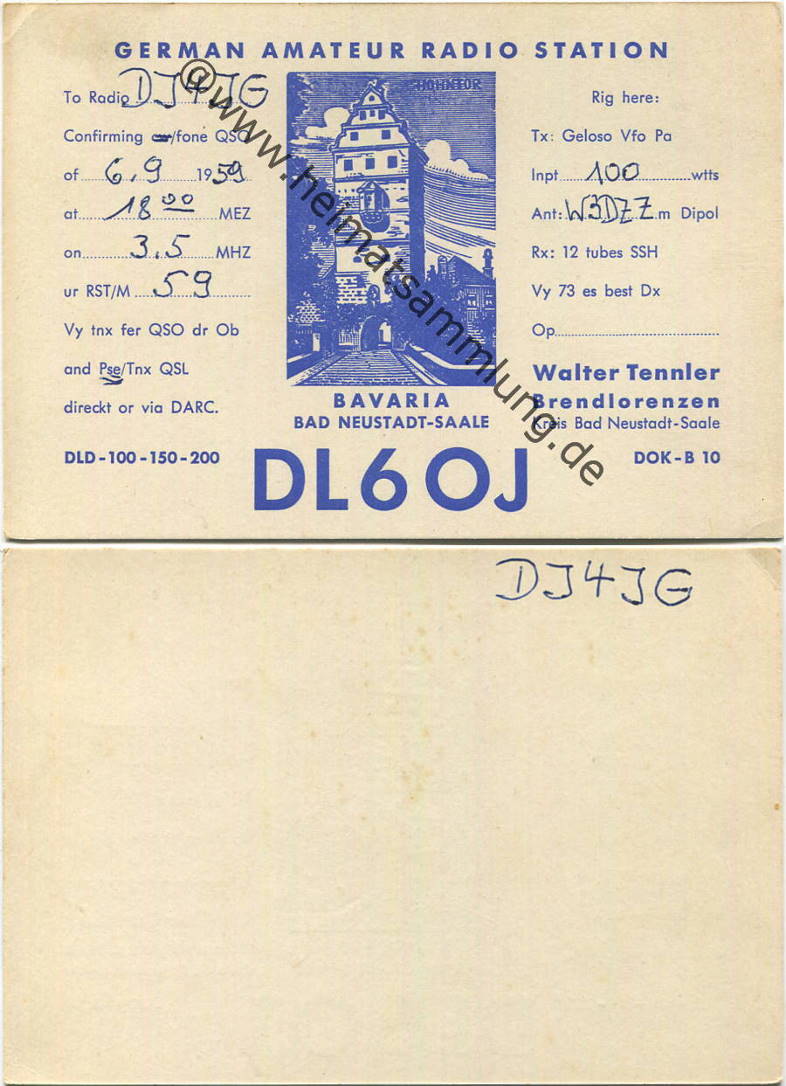 GERMAN AMATEUR RADIO STATION
To Radio DJ4JG
Confirming cw/fone QSO
of 6.9 1959
at 18 00 MEZ
on 3.5 MHZ
ur RST/M 59
Vy tnx fer QSO dr Ob
and Pse/Tnx QSL
direckt or via DARC.
DLD-100-150-200
HOHNTOR
BAVARIA
BAD NEUSTADT-SAALE
DL6OJ
Rig here:
Tx: Geloso Vfo Pa
Inpt 100 wtts
Ant: W3DZZ m Dipol
Rx: 12 tubes SSH
Vy 73 es best Dx
Op
Walter Tennler
Brendlorenzen
Kreis Bad Neustadt-Saale
DOK-B 10
©www.heimatsammlung.de
DJ4JG